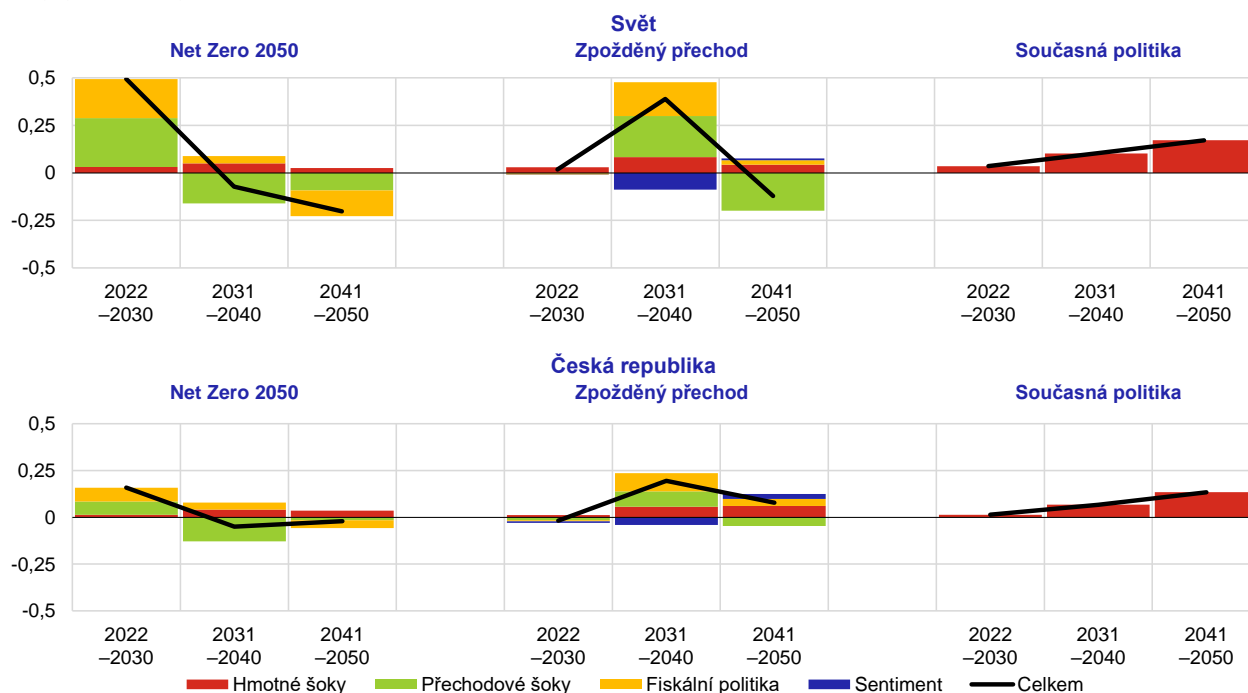 Svět
Net Zero 2050 Zpožděný přechod Současná politika
0,5
0,25
0
-0,25
-0,5
2022 2031 2041 2022 2031 2041 2022 2031 2041
–2030 –2040 –2050 –2030 –2040 –2050 –2030 –2040 –2050
Česká republika
Net Zero 2050 Zpožděný přechod Současná politika
0,5
0,25
0
-0,25
-0,5
2022 2031 2041 2022 2031 2041 2022 2031 2041
–2030 –2040 –2050 –2030 –2040 –2050 –2030 –2040 –2050
Hmotné šoky Přechodové šoky Fiskální politika Sentiment Celkem